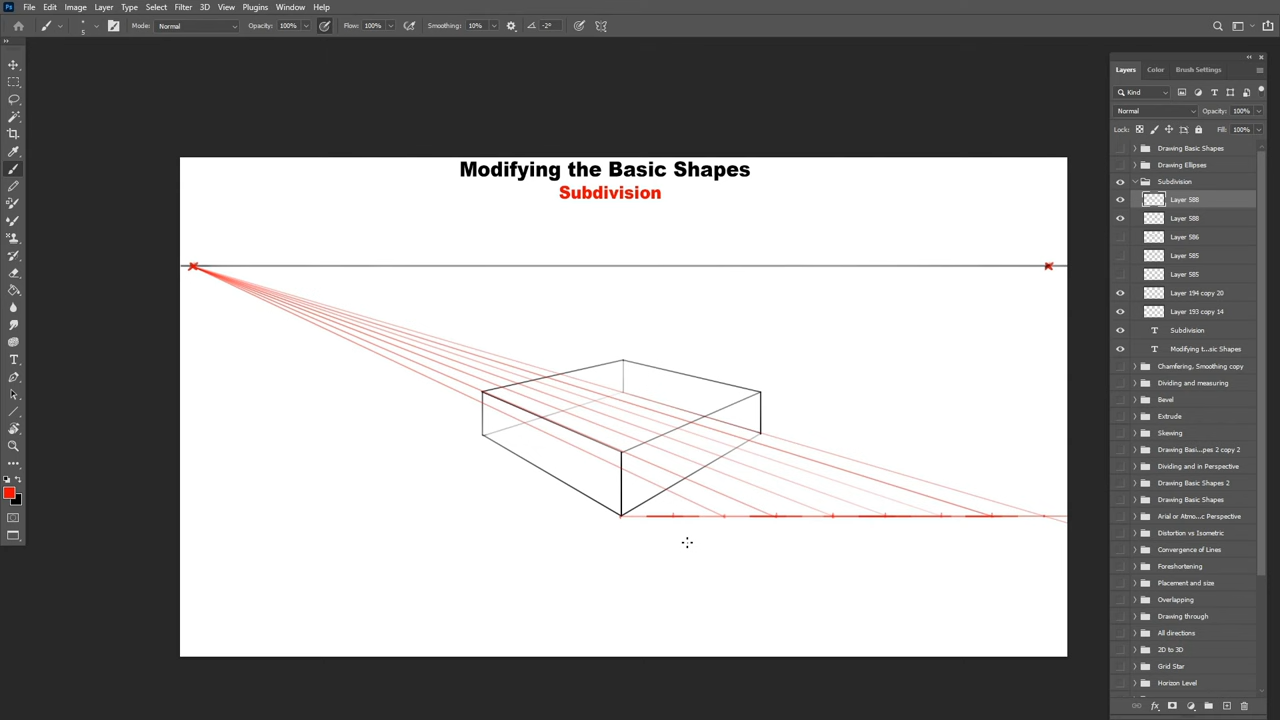 File Edit Image Layer Type Select Filter 3D View Plugins Window Help
5 Mode: Normal Opacity: 100% Flow: 100% Smoothing: 10% -2°
Layers Color Brush Settings
Kind
Normal Opacity: 100%
Lock: Fill: 100%
Drawing Basic Shapes
Drawing Ellipses
Subdivision
Layer 588
Layer 588
Layer 586
Layer 585
Layer 585
Layer 194 copy 20
Layer 193 copy 14
Subdivision
Modifying t...sic Shapes
Chamfering, Smoothing copy
Dividing and measuring
Bevel
Extrude
Skewing
Drawing Basi...pes 2 copy 2
Dividing and in Perspective
Drawing Basic Shapes 2
Drawing Basic Shapes
Arial or Atmo...c Perspective
Distortion vs Isometric
Convergence of Lines
Foreshortening
Placement and size
Overlapping
Drawing through
All directions
2D to 3D
Grid Star
Horizon Level
Modifying the Basic Shapes
Subdivision